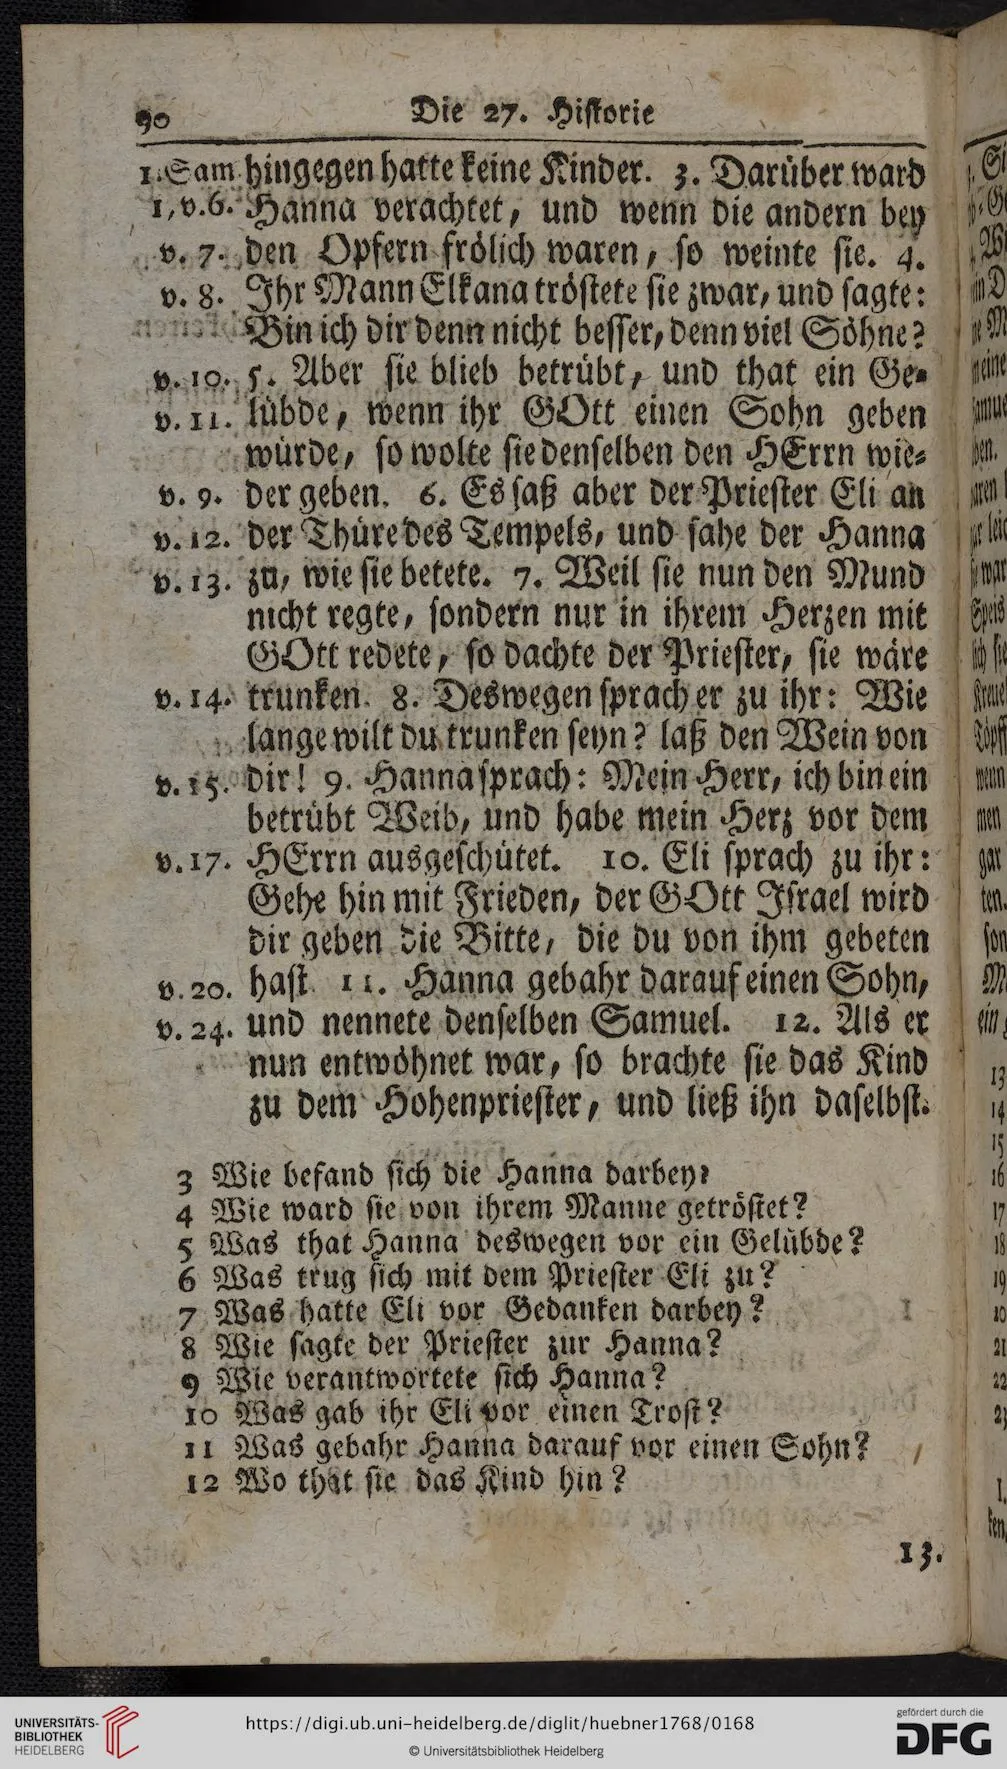 90 Die 27. Historie
1. Sam hingegen hatte keine Kinder. 3. Darüber ward
1, v. 6. Hanna verachtet, und wenn die andern bey
v. 7. den Opfern frölich waren, so weinte sie. 4.
v. 8. Ihr Mann Elkana tröstete sie zwar, und sagte:
Bin ich dir denn nicht besser, denn viel Söhne?
v. 10. 5. Aber sie blieb betrübt, und that ein Ge-
v. 11. lübde, wenn ihr GOtt einen Sohn geben
würde, so wolte sie denselben den HErrn wie-
v. 9. der geben. 6. Es saß aber der Priester Eli an
v. 12. der Thüre des Tempels, und sahe der Hanna
v. 13. zu, wie sie betete. 7. Weil sie nun den Mund
nicht regte, sondern nur in ihrem Herzen mit
GOtt redete, so dachte der Priester, sie wäre
v. 14. trunken. 8. Deswegen sprach er zu ihr: Wie
lange wilt du trunken seyn? laß den Wein von
v. 15. dir! 9. Hanna sprach: Mein Herr, ich bin ein
betrübt Weib, und habe mein Herz vor dem
v. 17. HErrn ausgeschütet. 10. Eli sprach zu ihr:
Gehe hin mit Frieden, der GOtt Israel wird
dir geben die Bitte, die du von ihm gebeten
v. 20. hast 11. Hanna gebahr darauf einen Sohn,
v. 24. und nennete denselben Samuel. 12. Als er
nun entwöhnet war, so brachte sie das Kind
zu dem Hohenpriester, und ließ ihn daselbst.
3 Wie befand sich die Hanna darbey?
4 Wie ward sie von ihrem Manne getröstet?
5 Was that Hanna deswegen vor ein Gelübde?
6 Was trug sich mit dem Priester Eli zu?
7 Was hatte Eli vor Gedanken darbey?
8 Wie sagte der Priester zur Hanna?
9 Wie verantwortete sich Hanna?
10 Was gab ihr Eli vor einen Trost?
11 Was gebahr Hanna darauf vor einen Sohn?
12 Wo that sie das Kind hin?
13.
UNIVERSITÄTS-
BIBLIOTHEK
HEIDELBERG
https://digi.ub.uni-heidelberg.de/diglit/huebner1768/0168
© Universitätsbibliothek Heidelberg
gefördert durch die
DFG